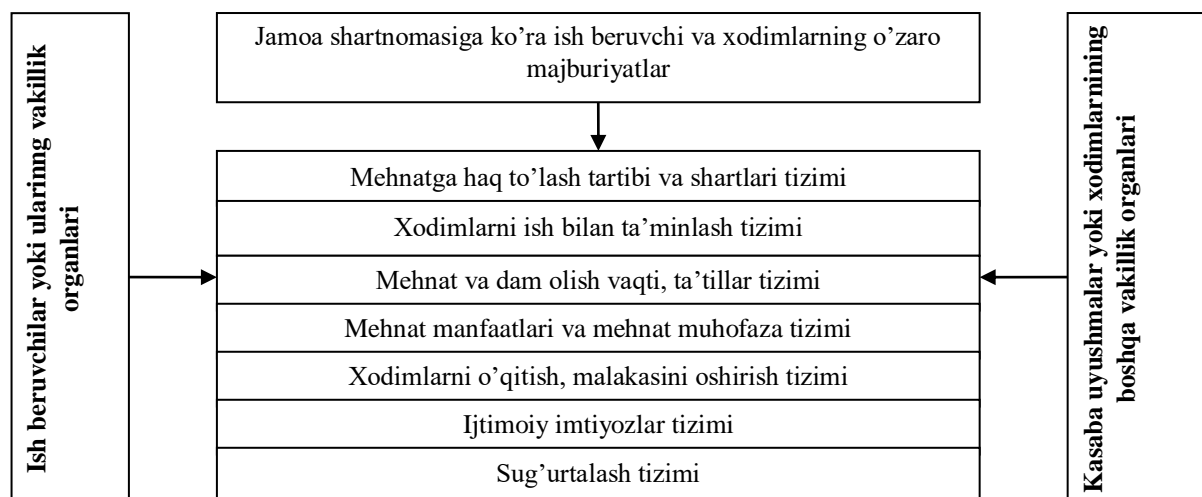 Ish beruvchilar yoki ularinng vakillik
organlari
Jamoa shartnomasiga ko’ra ish beruvchi va xodimlarning o’zaro
majburiyatlar
Mehnatga haq to’lash tartibi va shartlari tizimi
Xodimlarni ish bilan ta’minlash tizimi
Mehnat va dam olish vaqti, ta’tillar tizimi
Mehnat manfaatlari va mehnat muhofaza tizimi
Xodimlarni o’qitish, malakasini oshirish tizimi
Ijtimoiy imtiyozlar tizimi
Sug’urtalash tizimi
Kasaba uyushmalar yoki xodimlarnining
boshqa vakillik organlari